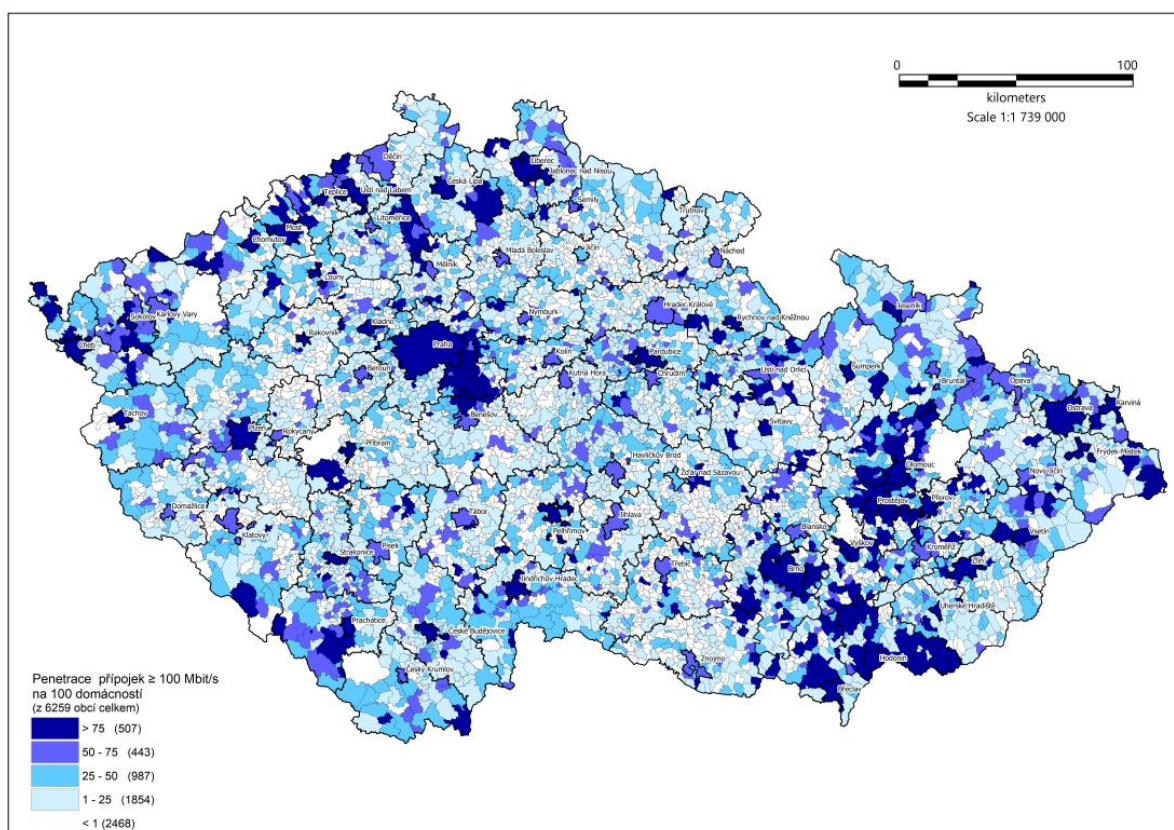 0 100
kilometers
Scale 1:1 739 000
Děčín
Liberec
Jablonec nad Nisou
Ústí nad Labem
Česká Lípa
Teplice
Semily
Trutnov
Litoměřice
Most
Chomutov
Mladá Boleslav
Jičín
Náchod
Mělník
Louny
Hradec Králové
Jeseník
Sokolov
Karlovy Vary
Nymburk
Rychnov nad Kněžnou
Kladno
Rakovník
Cheb
Praha
Kolín
Pardubice
Ústí nad Orlicí
Šumperk
Beroun
Kutná Hora
Chrudim
Bruntál
Opava
Karviná
Ostrava
Tachov
Benešov
Svitavy
Plzeň
Rokycany
Příbram
Frýdek-Místek
Havlíčkův Brod
Olomouc
Žďár nad Sázavou
Nový Jičín
Prostějov
Přerov
Domažlice
Tábor
Jihlava
Pelhřimov
Blansko
Klatovy
Vsetín
Vyškov
Kroměříž
Strakonice
Písek
Třebíč
Brno
Zlín
Jindřichův Hradec
Uherské Hradiště
Prachatice
České Budějovice
Hodonín
Český Krumlov
Znojmo
Břeclav
Penetrace přípojek ≥ 100 Mbit/s
na 100 domácností
(z 6259 obcí celkem)
> 75 (507)
50 - 75 (443)
25 - 50 (987)
1 - 25 (1854)
< 1 (2468)